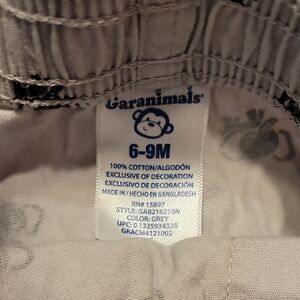 Garanimals®
6-9M
100% COTTON/ALGODÓN
EXCLUSIVE OF DECORATION
EXCLUSIVO DE DECORACIÓN
MADE IN / HECHO EN BANGLADESH
RN# 15897
STYLE: GAB216210N
COLOR: GREY
UPC: 0 1325934328
GRACM4121002